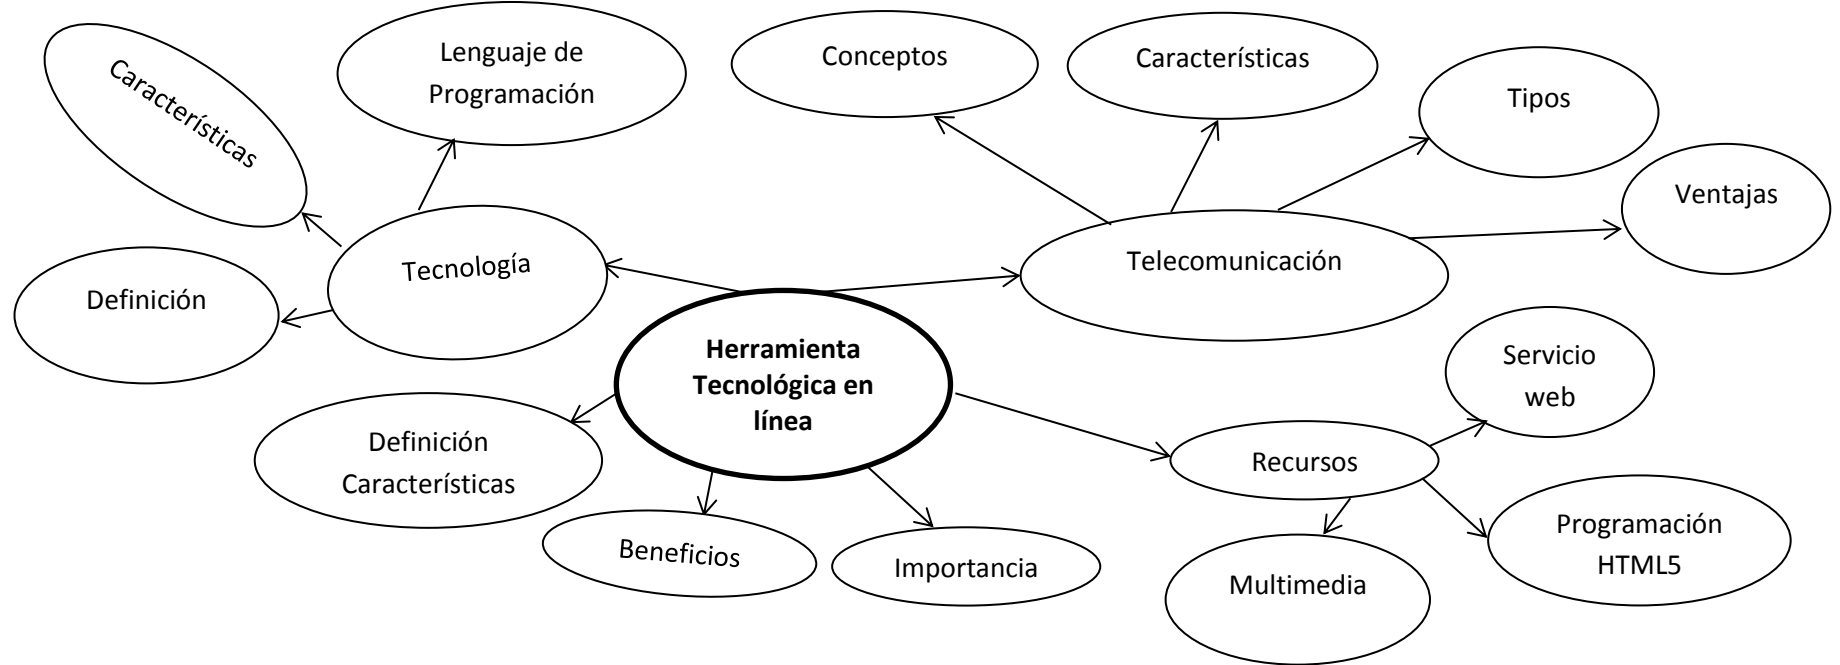 Características
Lenguaje de
Programación
Conceptos
Características
Tipos
Ventajas
Tecnología
Telecomunicación
Definición
Herramienta
Tecnológica en
línea
Servicio
web
Definición
Características
Recursos
Beneficios
Importancia
Multimedia
Programación
HTML5